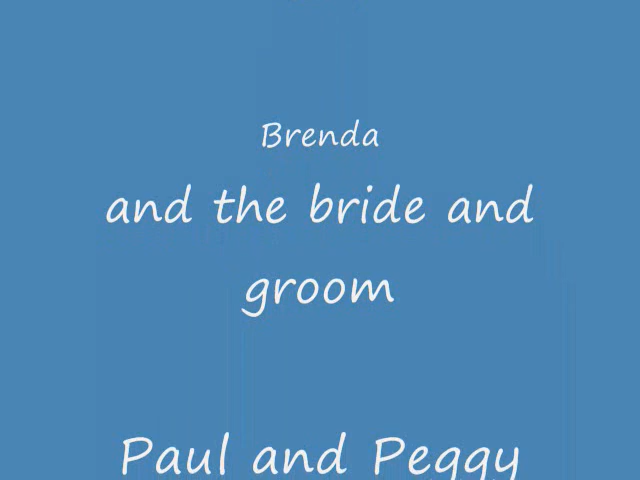 Brenda
and the bride and
groom
Paul and Peggy